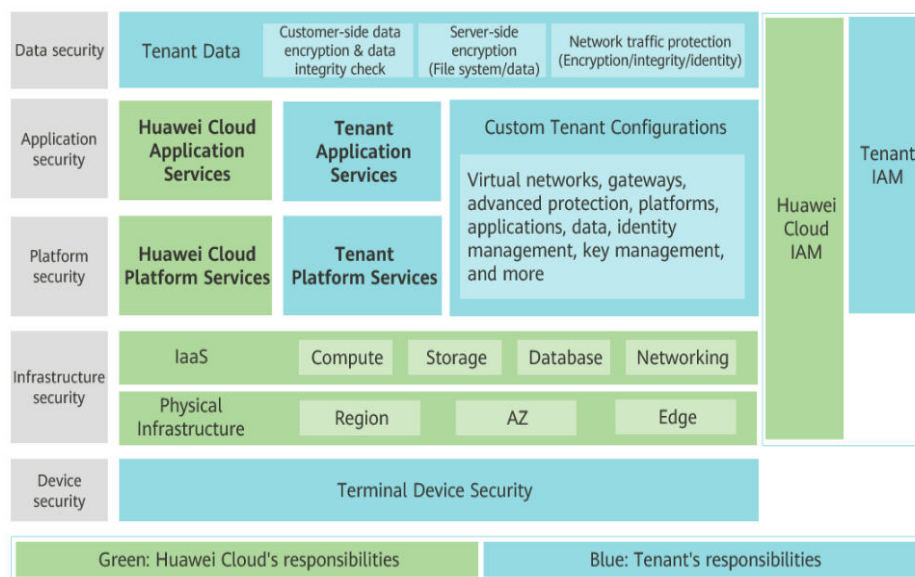 Data security
Tenant Data
Customer-side data
encryption & data
integrity check
Server-side
encryption
(File system/data)
Network traffic protection
(Encryption/integrity/identity)
Application
security
Huawei Cloud
Application
Services
Tenant
Application
Services
Custom Tenant Configurations
Virtual networks, gateways,
advanced protection, platforms,
applications, data, identity
management, key management,
and more
Platform
security
Huawei Cloud
Platform Services
Tenant
Platform Services
Huawei
Cloud
IAM
Tenant
IAM
Infrastructure
security
IaaS
Compute
Storage
Database
Networking
Physical
Infrastructure
Region
AZ
Edge
Device
security
Terminal Device Security
Green: Huawei Cloud's responsibilities
Blue: Tenant's responsibilities